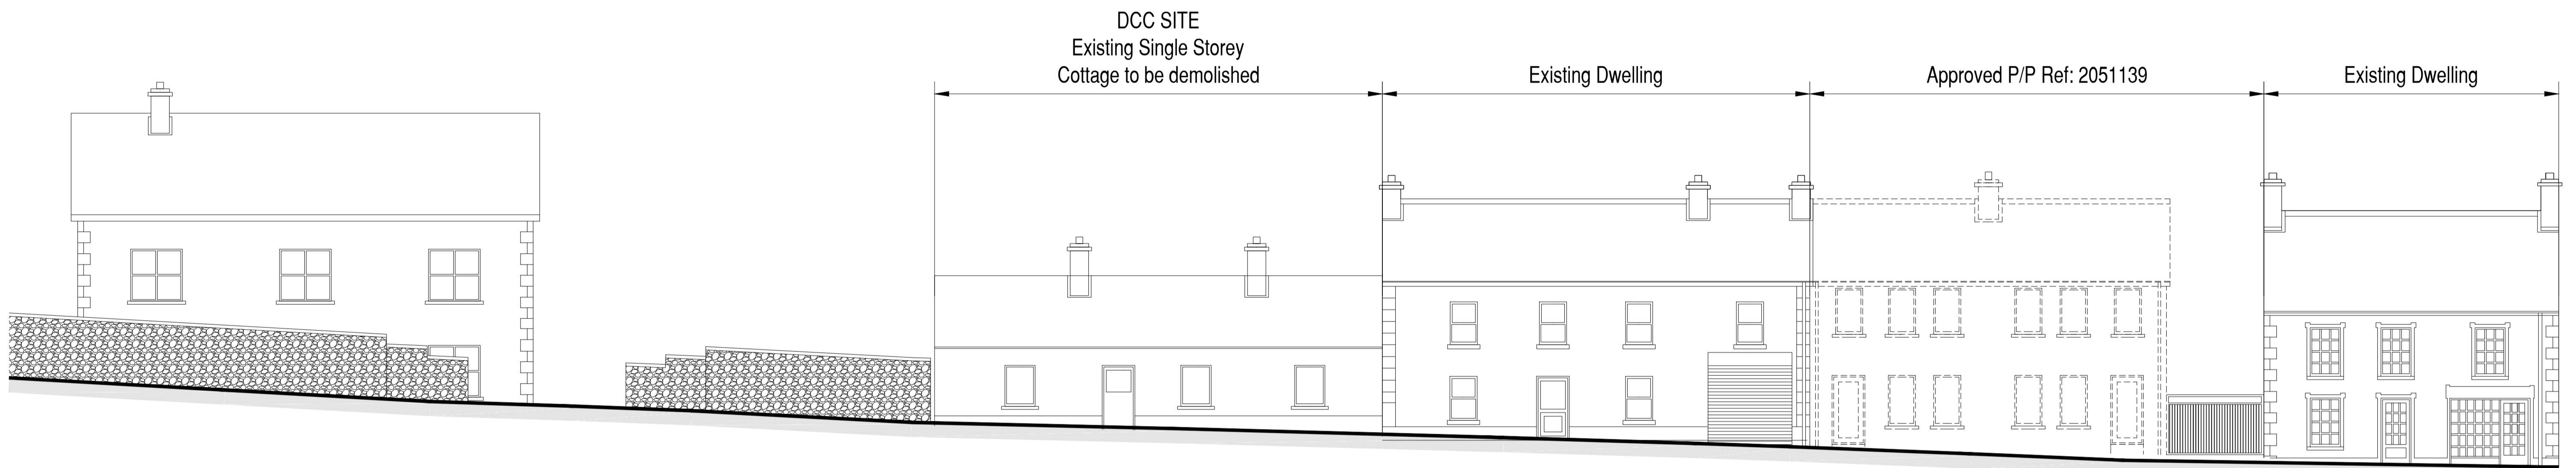 DCC SITE
Existing Single Storey
Cottage to be demolished
Existing Dwelling
Approved P/P Ref: 2051139
Existing Dwelling